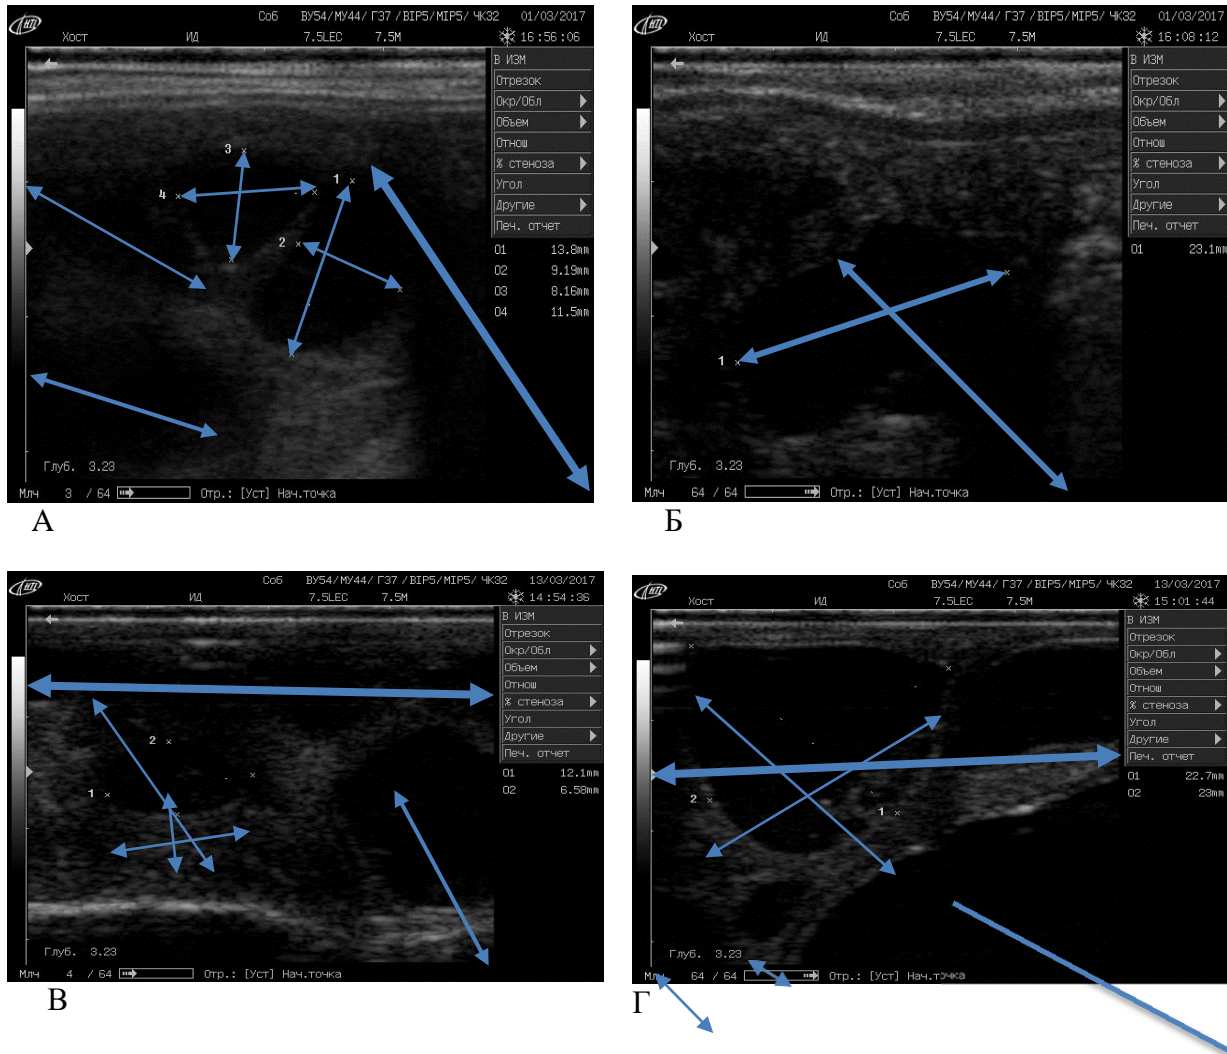 Соб ВУ54/МУ44/ Г37 /BIP5/MIP5/ ЧК32 01/03/2017
Хост ИД 7.5LEC 7.5M 16:56:06
В ИЗМ
Отрезок
Окр/Обл
Объем
Отнош
% стеноза
Угол
Другие
Печ. отчет
01 13.8mm
02 9.19mm
03 8.16mm
04 11.5mm
3
4
1
2
Глуб. 3.23
Млч 3 / 64 Отр.: [Уст] Нач.точка
А
Соб ВУ54/МУ44/ Г37 /BIP5/MIP5/ ЧК32 01/03/2017
Хост ИД 7.5LEC 7.5M 16:08:12
В ИЗМ
Отрезок
Окр/Обл
Объем
Отнош
% стеноза
Угол
Другие
Печ. отчет
01 23.1mm
1
Глуб. 3.23
Млч 64 / 64 Отр.: [Уст] Нач.точка
Б
Соб ВУ54/МУ44/ Г37 /BIP5/MIP5/ ЧК32 13/03/2017
Хост ИД 7.5LEC 7.5M 14:54:36
В ИЗМ
Отрезок
Окр/Обл
Объем
Отнош
% стеноза
Угол
Другие
Печ. отчет
01 12.1mm
02 6.58mm
2
1
Глуб. 3.23
Млч 4 / 64 Отр.: [Уст] Нач.точка
В
Соб ВУ54/МУ44/ Г37 /BIP5/MIP5/ ЧК32 13/03/2017
Хост ИД 7.5LEC 7.5M 15:01:44
В ИЗМ
Отрезок
Окр/Обл
Объем
Отнош
% стеноза
Угол
Другие
Печ. отчет
01 22.7mm
02 23mm
2
1
Глуб. 3.23
Млч 64 / 64 Отр.: [Уст] Нач.точка
Г